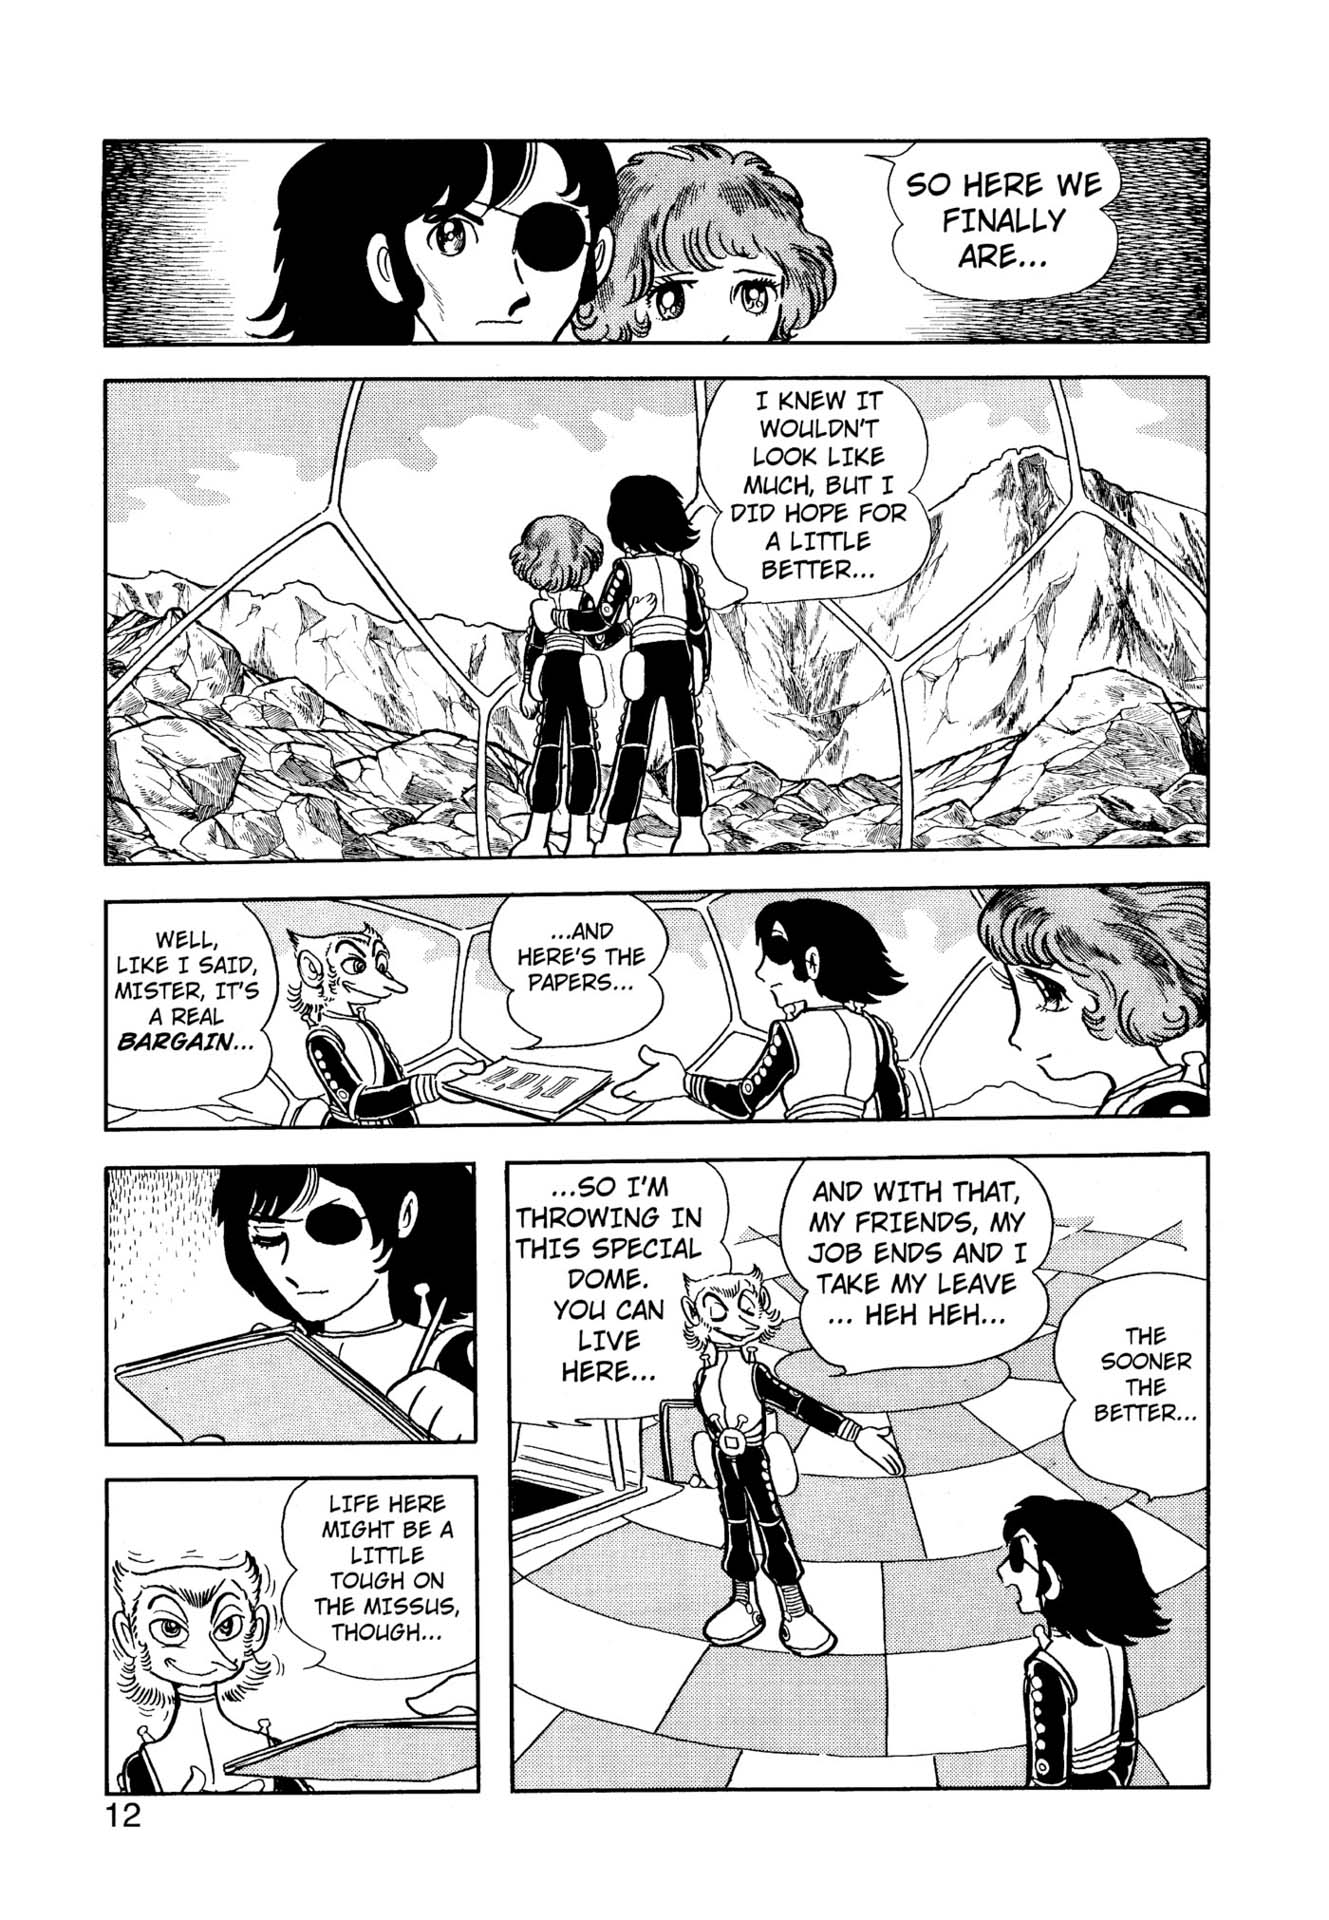 SO HERE WE
FINALLY
ARE...
I KNEW IT
WOULDN'T
LOOK LIKE
MUCH, BUT I
DID HOPE FOR
A LITTLE
BETTER...
WELL,
LIKE I SAID,
MISTER, IT'S
A REAL
BARGAIN...
...AND
HERE'S THE
PAPERS...
LIFE HERE
MIGHT BE A
LITTLE
TOUGH ON
THE MISSUS,
THOUGH...
...SO I'M
THROWING IN
THIS SPECIAL
DOME.
YOU CAN
LIVE
HERE...
AND WITH THAT,
MY FRIENDS, MY
JOB ENDS AND I
TAKE MY LEAVE
... HEH HEH...
THE
SOONER
THE
BETTER...
12